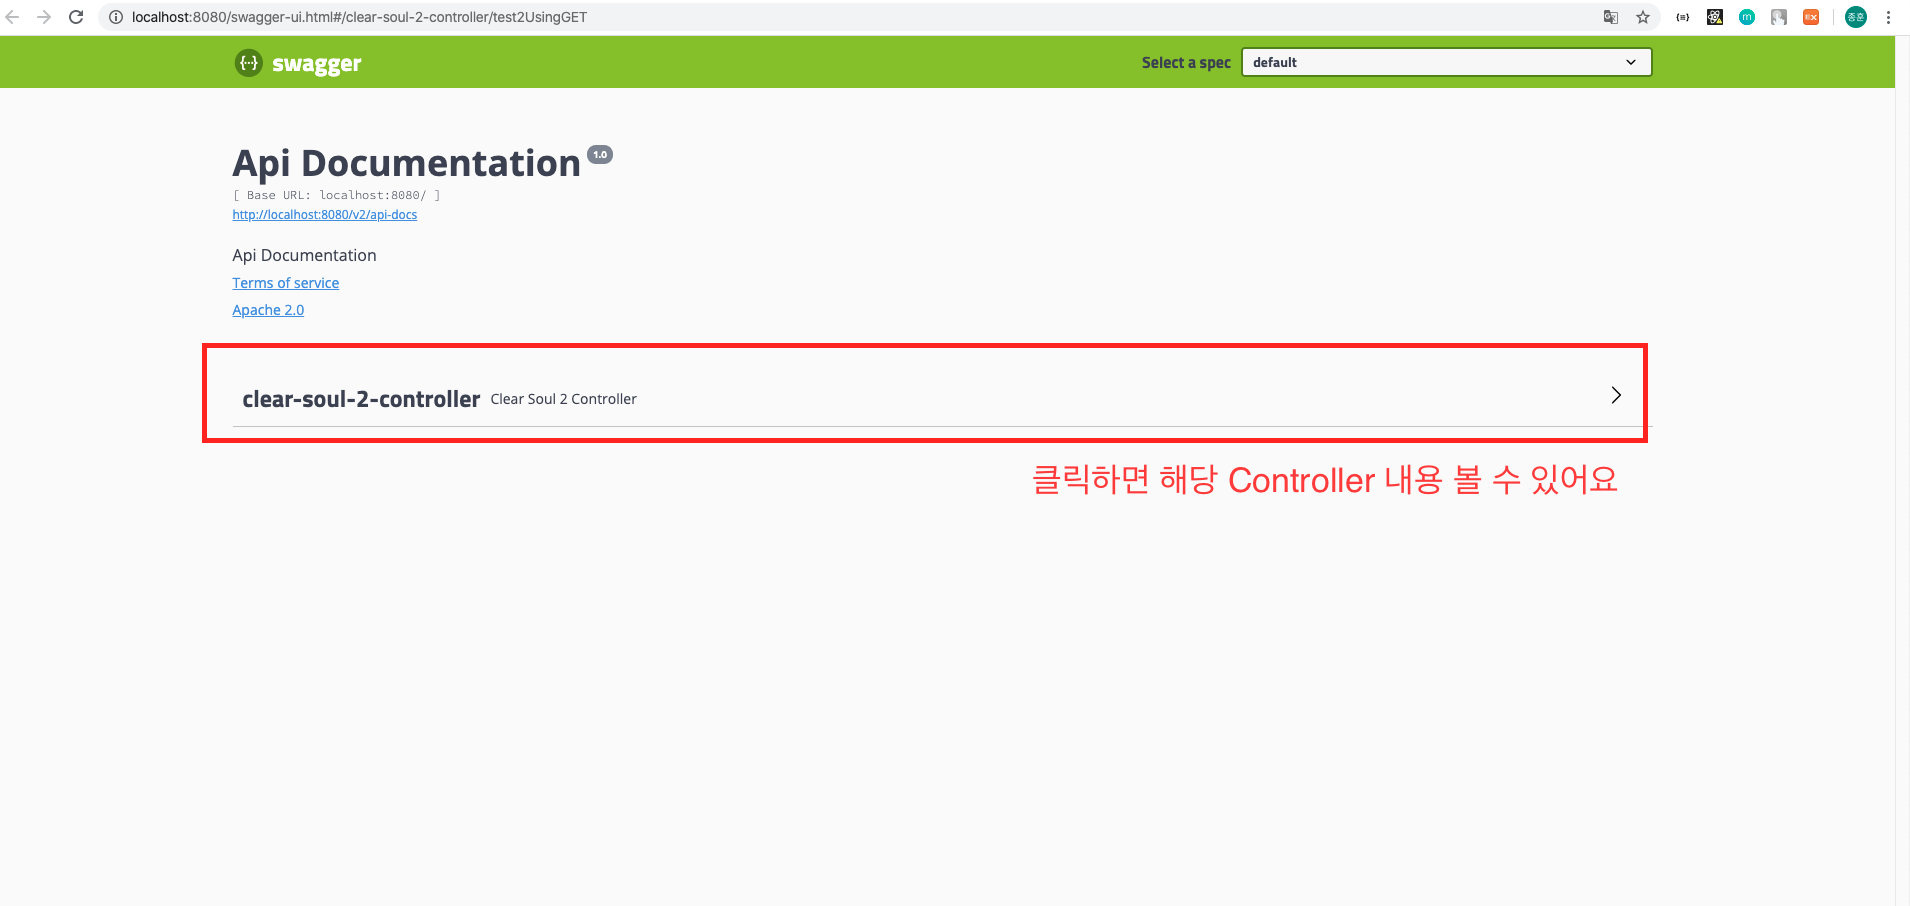 localhost:8080/swagger-ui.html#/clear-soul-2-controller/test2UsingGET
m
종훈
{··} swagger
Select a spec
default
Api Documentation 1.0
[ Base URL: localhost:8080/ ]
http://localhost:8080/v2/api-docs
Api Documentation
Terms of service
Apache 2.0
clear-soul-2-controller Clear Soul 2 Controller
클릭하면 해당 Controller 내용 볼 수 있어요